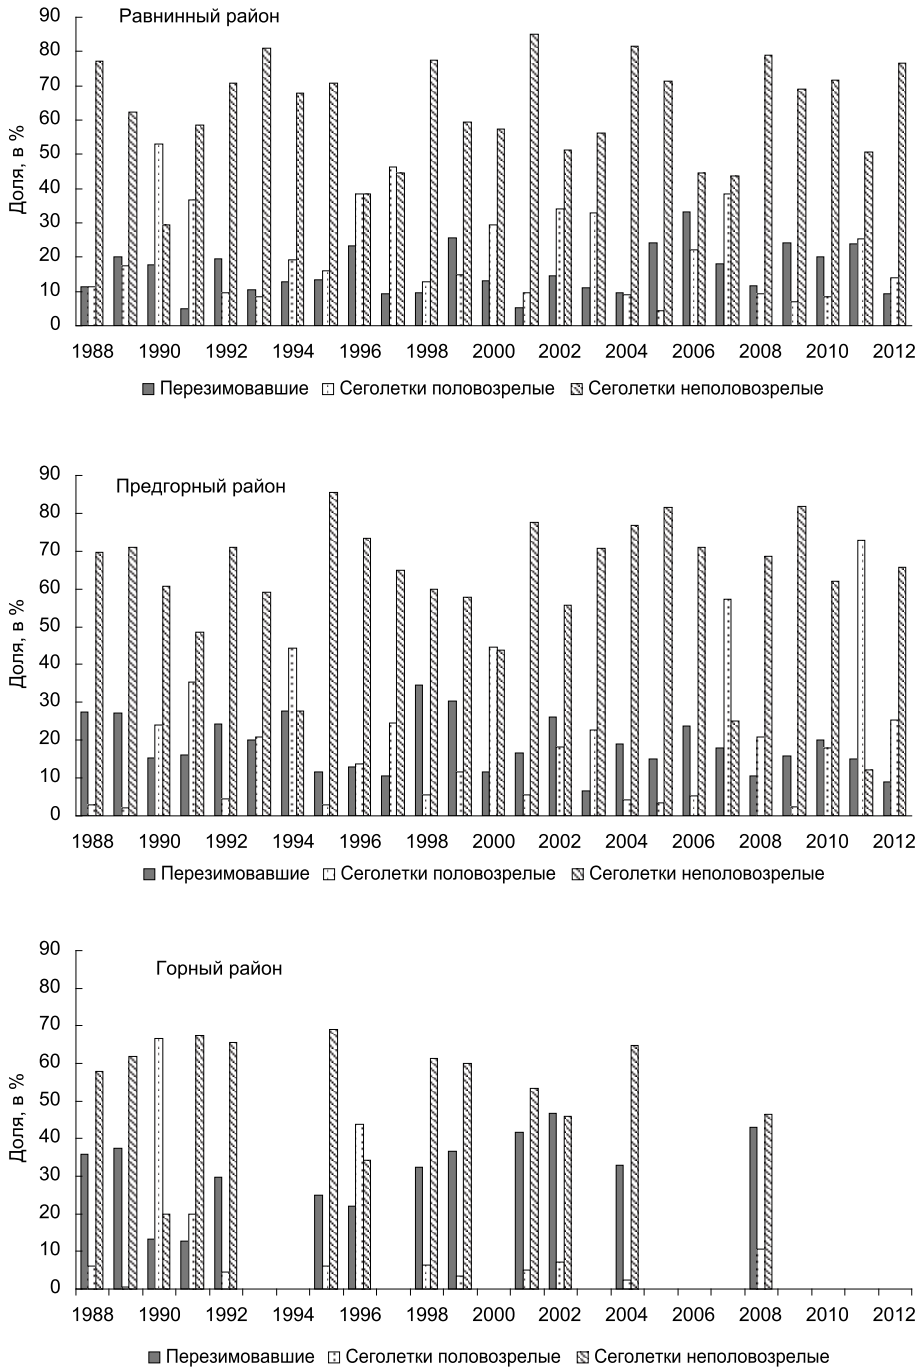 Равнинный район
Доля, в %
90
80
70
60
50
40
30
20
10
0
1988 1990 1992 1994 1996 1998 2000 2002 2004 2006 2008 2010 2012
Перезимовавшие Сеголетки половозрелые Сеголетки неполовозрелые
Предгорный район
Доля, в %
90
80
70
60
50
40
30
20
10
0
1988 1990 1992 1994 1996 1998 2000 2002 2004 2006 2008 2010 2012
Перезимовавшие Сеголетки половозрелые Сеголетки неполовозрелые
Горный район
Доля, в %
90
80
70
60
50
40
30
20
10
0
1988 1990 1992 1994 1996 1998 2000 2002 2004 2006 2008 2010 2012
Перезимовавшие Сеголетки половозрелые Сеголетки неполовозрелые